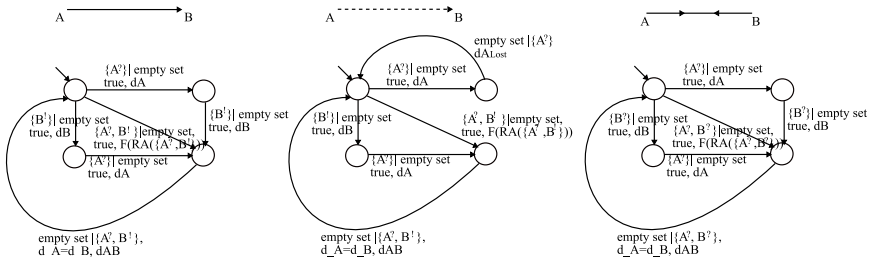 A B
{A?}| empty set
true, dA
{B!}| empty set
true, dB
{B!}| empty set
true, dB
{A?, B!}|empty set,
true, F(RA({A?,B!}))
{A?}| empty set
true, dA
empty set |{A?, B!},
d_A=d_B, dAB
A B
empty set |{A?}
dALost
{A?}| empty set
true, dA
{B!}| empty set
true, dB
{A?, B!}|empty set,
true, F(RA({A?, B!}))
{A?}| empty set
true, dA
empty set |{A?, B!},
d_A=d_B, dAB
A B
{A?}| empty set
true, dA
{B?}| empty set
true, dB
{B?}| empty set
true, dB
{A?, B?}|empty set,
true, F(RA({A?,B?}))
{A?}| empty set
true, dA
empty set |{A?, B?},
d_A=d_B, dAB